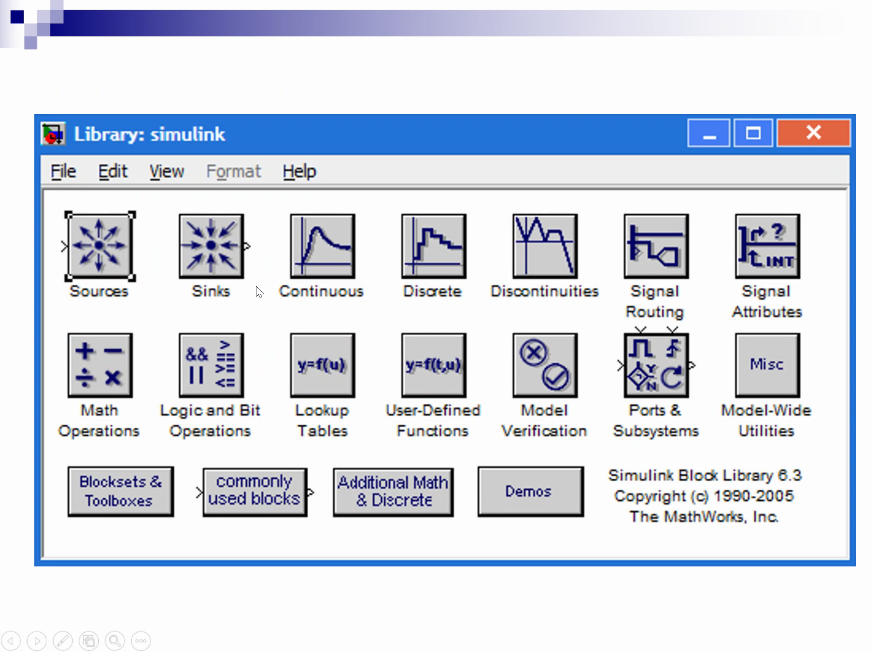 Library: simulink
File Edit View Format Help
Sources Sinks Continuous Discrete Discontinuities Signal Routing Signal Attributes
&& > == <=
|| 
y=f(u)
y=f(t,u)
? INT
Y N
Misc
Math Operations
Logic and Bit Operations
Lookup Tables
User-Defined Functions
Model Verification
Ports & Subsystems
Model-Wide Utilities
Blocksets &
Toolboxes
commonly
used blocks
Additional Math
& Discrete
Demos
Simulink Block Library 6.3
Copyright (c) 1990-2005
The MathWorks, Inc.